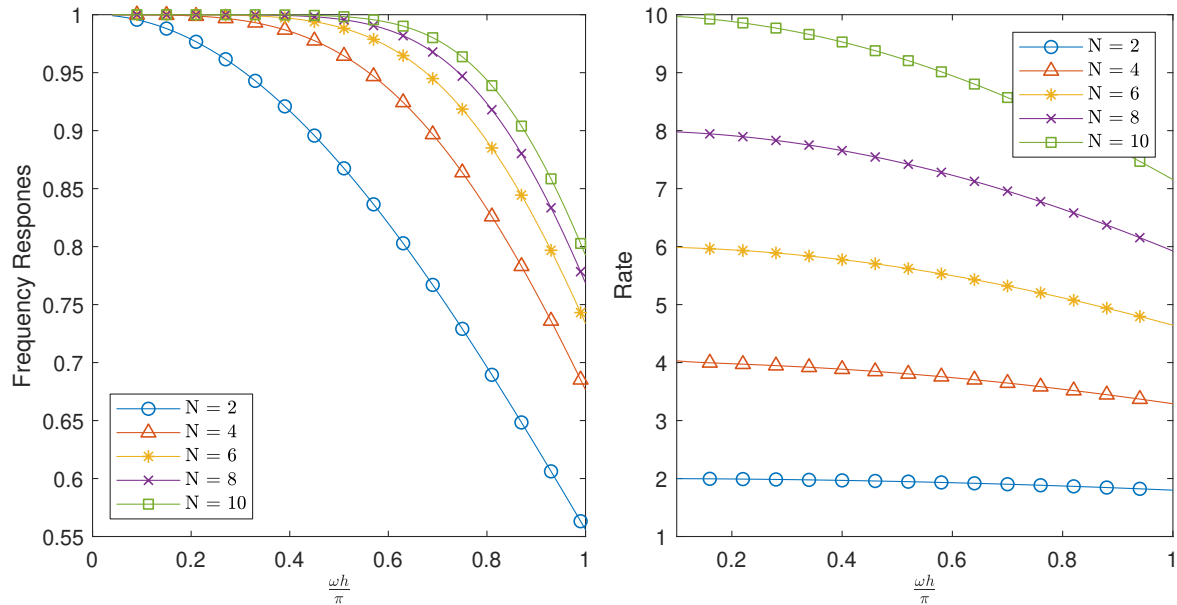 Frequency Respones
1
0.95
0.9
0.85
0.8
0.75
0.7
0.65
0.6
0.55
0 0.2 0.4 0.6 0.8 1
ωh/π
N = 2
N = 4
N = 6
N = 8
N = 10
Rate
10
9
8
7
6
5
4
3
2
1
0.2 0.4 0.6 0.8 1
ωh/π
N = 2
N = 4
N = 6
N = 8
N = 10